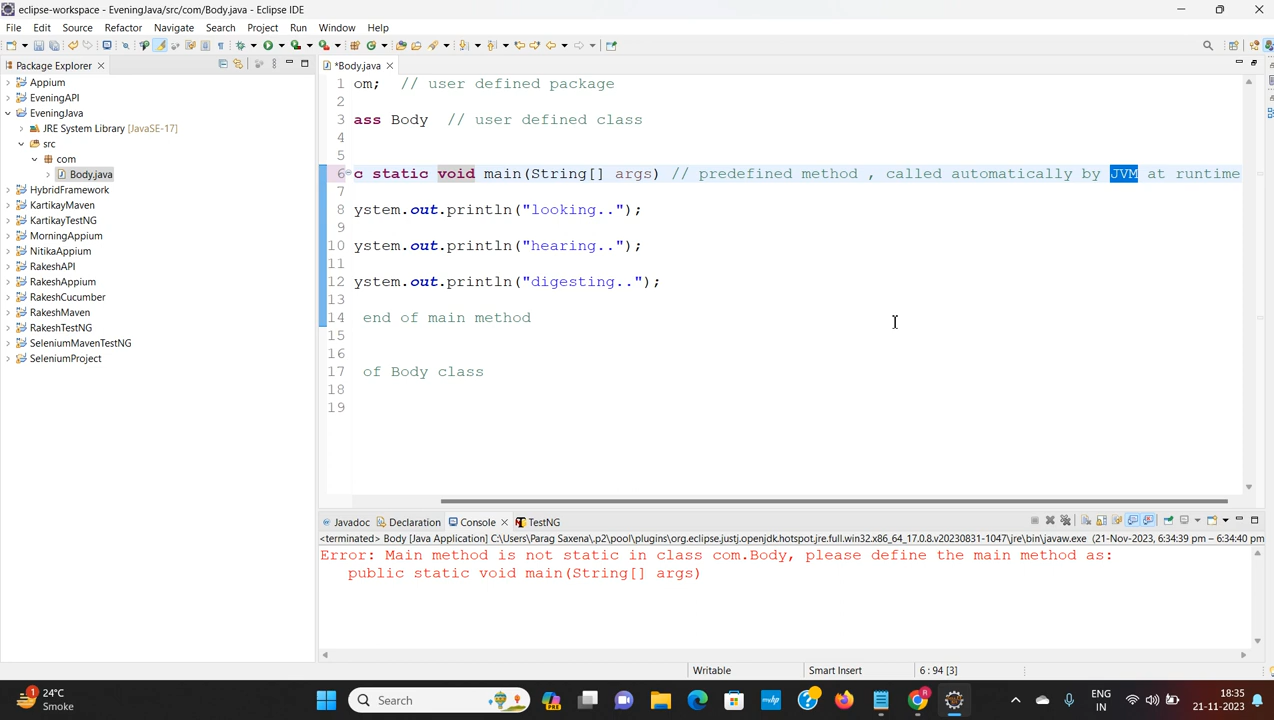 eclipse-workspace - EveningJava/src/com/Body.java - Eclipse IDE
File Edit Source Refactor Navigate Search Project Run Window Help
Package Explorer
*Body.java
Appium
EveningAPI
EveningJava
JRE System Library [JavaSE-17]
src
com
Body.java
HybridFramework
KartikayMaven
KartikayTestNG
MorningAppium
NitikaAppium
RakeshAPI
RakeshAppium
RakeshCucumber
RakeshMaven
RakeshTestNG
SeleniumMavenTestNG
SeleniumProject
1 om; // user defined package
2
3 ass Body // user defined class
4
5
6 c static void main(String[] args) // predefined method , called automatically by JVM at runtime
7
8 ystem.out.println("looking..");
9
10 ystem.out.println("hearing..");
11
12 ystem.out.println("digesting..");
13
14 end of main method
15
16
17 of Body class
18
19
Javadoc Declaration Console TestNG
<terminated> Body [Java Application] C:\Users\Parag Saxena\.p2\pool\plugins\org.eclipse.justj.openjdk.hotspot.jre.full.win32.x86_64_17.0.8.v20230831-1047\jre\bin\javaw.exe (21-Nov-2023, 6:34:39 pm – 6:34:40 pm)
Error: Main method is not static in class com.Body, please define the main method as:
public static void main(String[] args)
Writable Smart Insert 6 : 94 [3]
1
24°C
Smoke
Search
PRE
hp
R
ENG
IN
18:35
21-11-2023